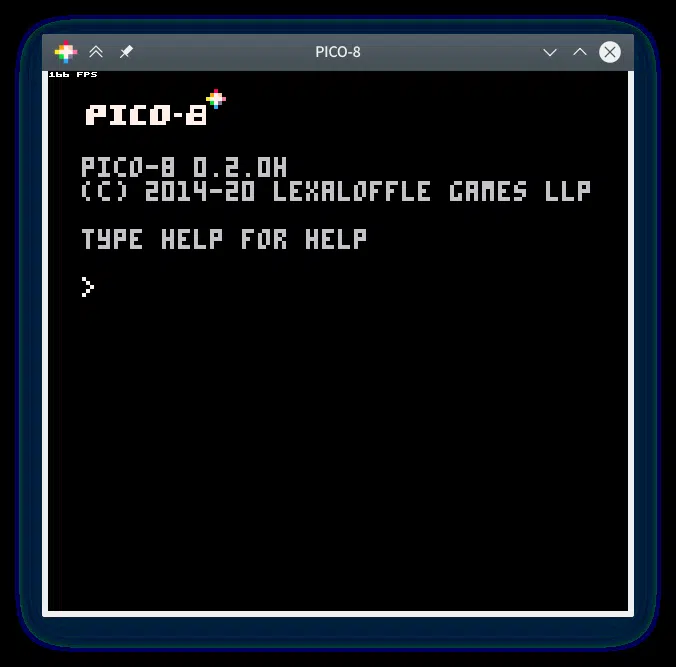 PICO-8
166 FPS
PICO-8
PICO-8 0.2.0H
(C) 2014-20 LEXALOFFLE GAMES LLP
TYPE HELP FOR HELP
>